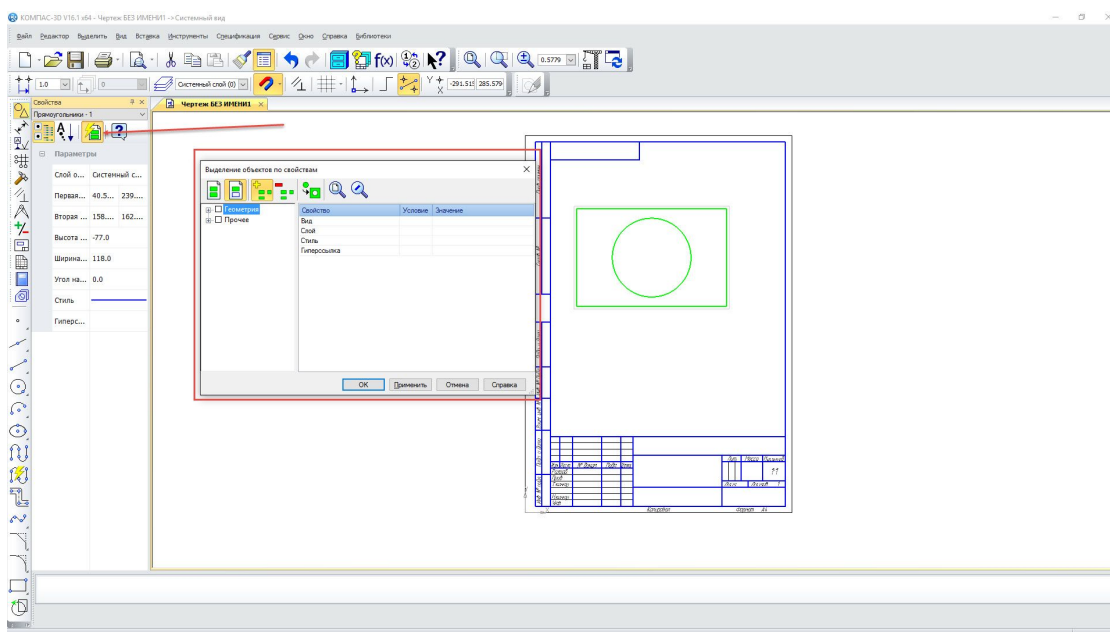 КОМПАС-3D V16.1 x64 - Чертеж БЕЗ ИМЕНИ1 ->Системный вид
Файл Редактор Выделить Вид Вставка Инструменты Спецификация Сервис Окно Справка Библиотеки
f(x) 0.5779
1.0 0 Системный слой (0) Y X -291.515 285.579
Свойства
Чертеж БЕЗ ИМЕНИ1
Прямоугольники - 1
Параметры
Слой о... Системный с...
Первая... 40.5... 239....
Вторая ... 158.... 162....
Высота ... -77.0
Ширина... 118.0
Угол на... 0.0
Стиль
Гиперс...
Выделение объектов по свойствам
Геометрия
Прочее
Свойство Условие Значение
Вид
Слой
Стиль
Гиперссылка
OK Применить Отмена Справка
1:1
Копировал Формат А4